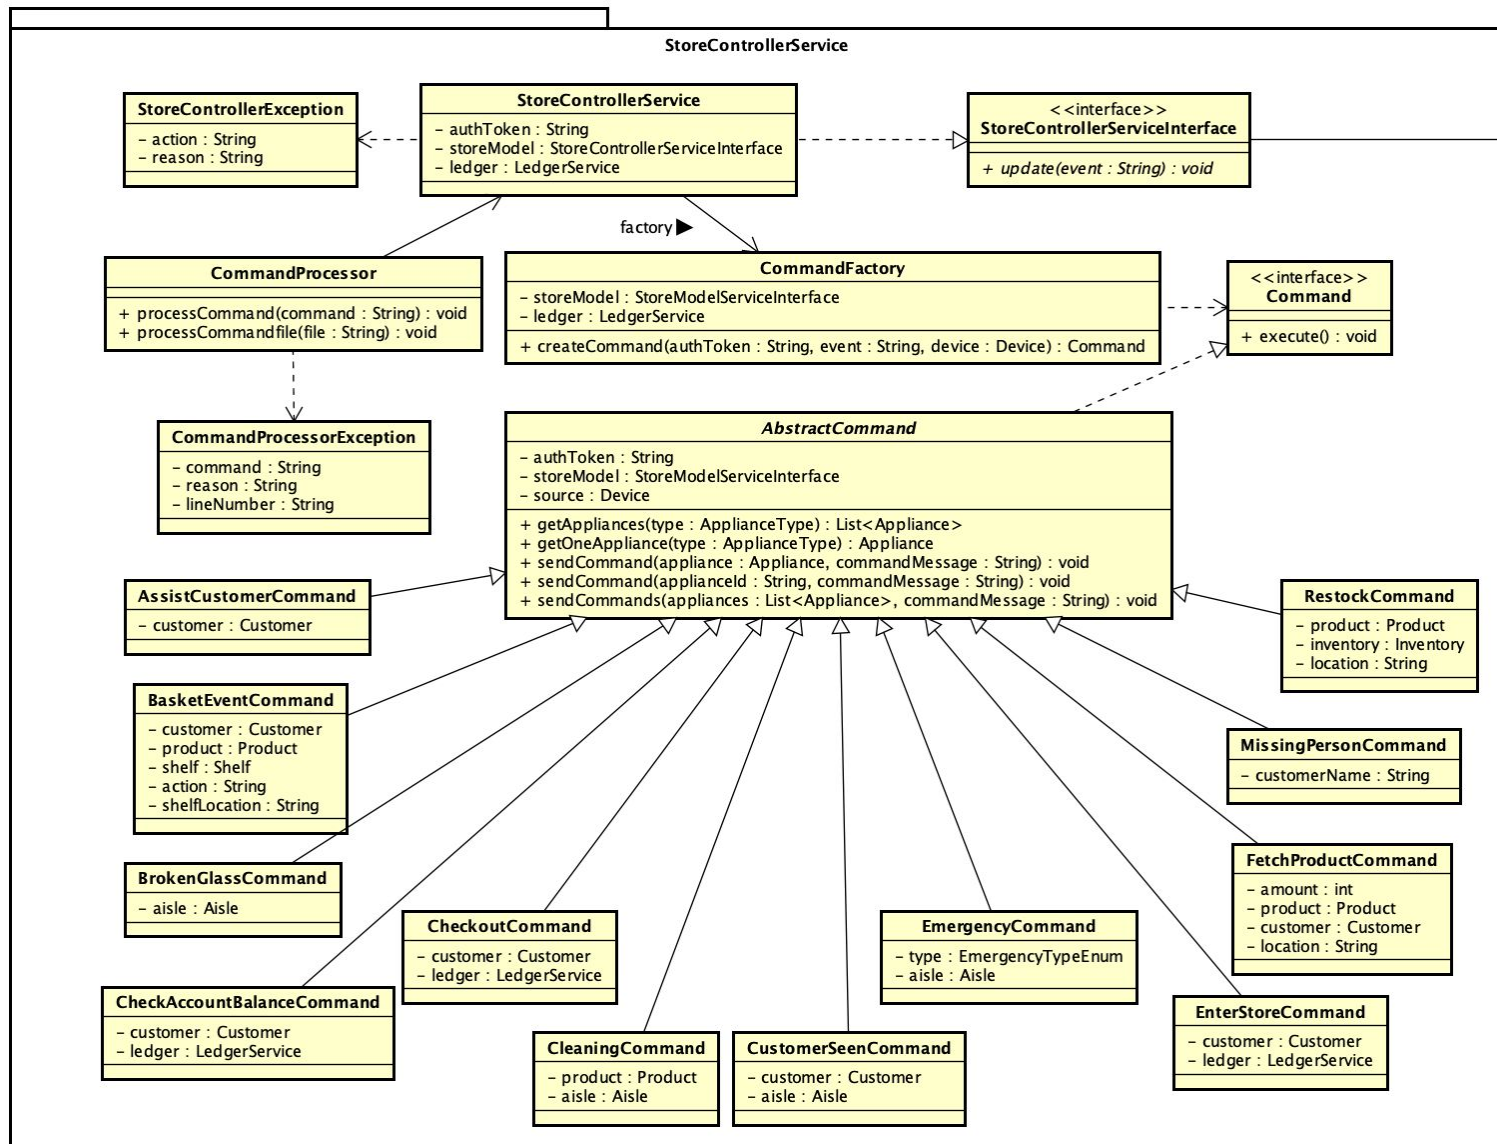 StoreControllerService
StoreControllerException
- action : String
- reason : String
StoreControllerService
- authToken : String
- storeModel : StoreControllerServiceInterface
- ledger : LedgerService
<<interface>>
StoreControllerServiceInterface
+ update(event : String) : void
factory
CommandProcessor
+ processCommand(command : String) : void
+ processCommandfile(file : String) : void
CommandFactory
- storeModel : StoreModelServiceInterface
- ledger : LedgerService
+ createCommand(authToken : String, event : String, device : Device) : Command
<<interface>>
Command
+ execute() : void
CommandProcessorException
- command : String
- reason : String
- lineNumber : String
AbstractCommand
- authToken : String
- storeModel : StoreModelServiceInterface
- source : Device
+ getAppliances(type : ApplianceType) : List<Appliance>
+ getOneAppliance(type : ApplianceType) : Appliance
+ sendCommand(appliance : Appliance, commandMessage : String) : void
+ sendCommand(applianceId : String, commandMessage : String) : void
+ sendCommands(appliances : List<Appliance>, commandMessage : String) : void
AssistCustomerCommand
- customer : Customer
RestockCommand
- product : Product
- inventory : Inventory
- location : String
BasketEventCommand
- customer : Customer
- product : Product
- shelf : Shelf
- action : String
- shelfLocation : String
MissingPersonCommand
- customerName : String
BrokenGlassCommand
- aisle : Aisle
FetchProductCommand
- amount : int
- product : Product
- customer : Customer
- location : String
CheckoutCommand
- customer : Customer
- ledger : LedgerService
EmergencyCommand
- type : EmergencyTypeEnum
- aisle : Aisle
CheckAccountBalanceCommand
- customer : Customer
- ledger : LedgerService
EnterStoreCommand
- customer : Customer
- ledger : LedgerService
CleaningCommand
- product : Product
- aisle : Aisle
CustomerSeenCommand
- customer : Customer
- aisle : Aisle